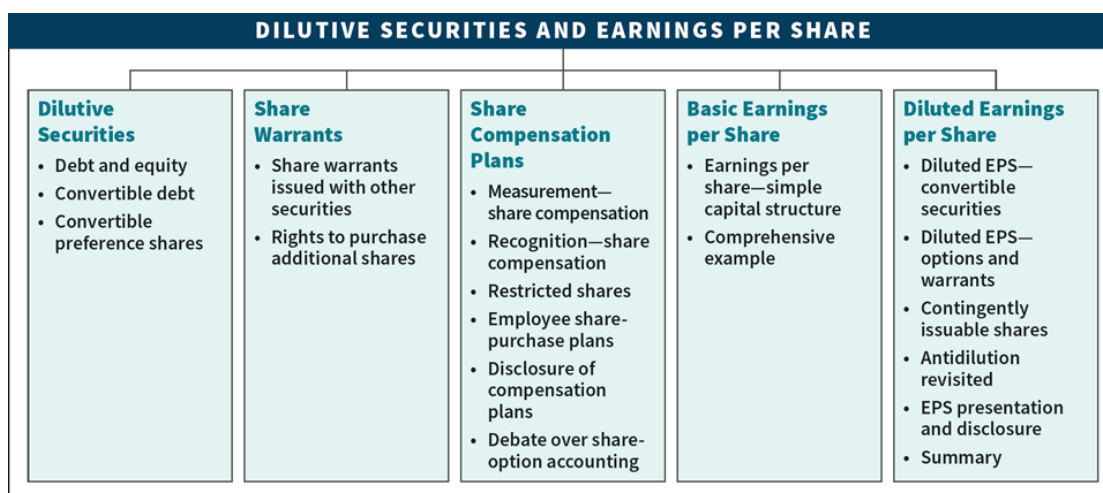 DILUTIVE SECURITIES AND EARNINGS PER SHARE
Dilutive
Securities
• Debt and equity
• Convertible debt
• Convertible
preference shares
Share
Warrants
• Share warrants
issued with other
securities
• Rights to purchase
additional shares
Share
Compensation
Plans
• Measurement—
share compensation
• Recognition—share
compensation
• Restricted shares
• Employee share-
purchase plans
• Disclosure of
compensation
plans
• Debate over share-
option accounting
Basic Earnings
per Share
• Earnings per
share—simple
capital structure
• Comprehensive
example
Diluted Earnings
per Share
• Diluted EPS—
convertible
securities
• Diluted EPS—
options and
warrants
• Contingently
issuable shares
• Antidilution
revisited
• EPS presentation
and disclosure
• Summary